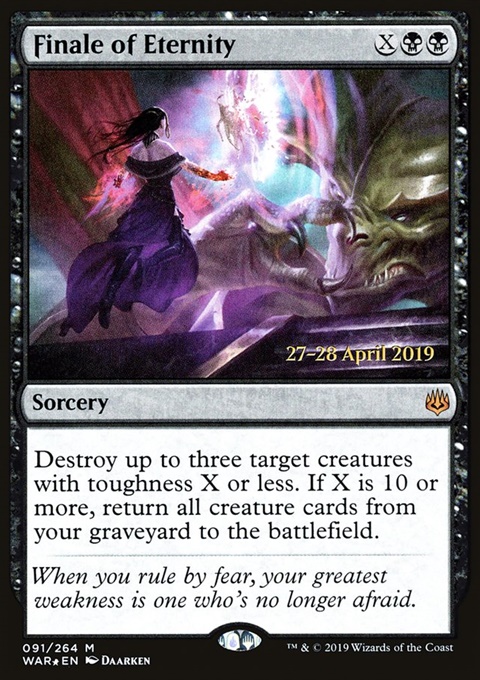 Finale of Eternity X
27–28 April 2019
Sorcery
Destroy up to three target creatures
with toughness X or less. If X is 10 or
more, return all creature cards from
your graveyard to the battlefield.
When you rule by fear, your greatest
weakness is one who's no longer afraid.
091/264 M
WAR★EN DAARKEN
™ & © 2019 Wizards of the Coast